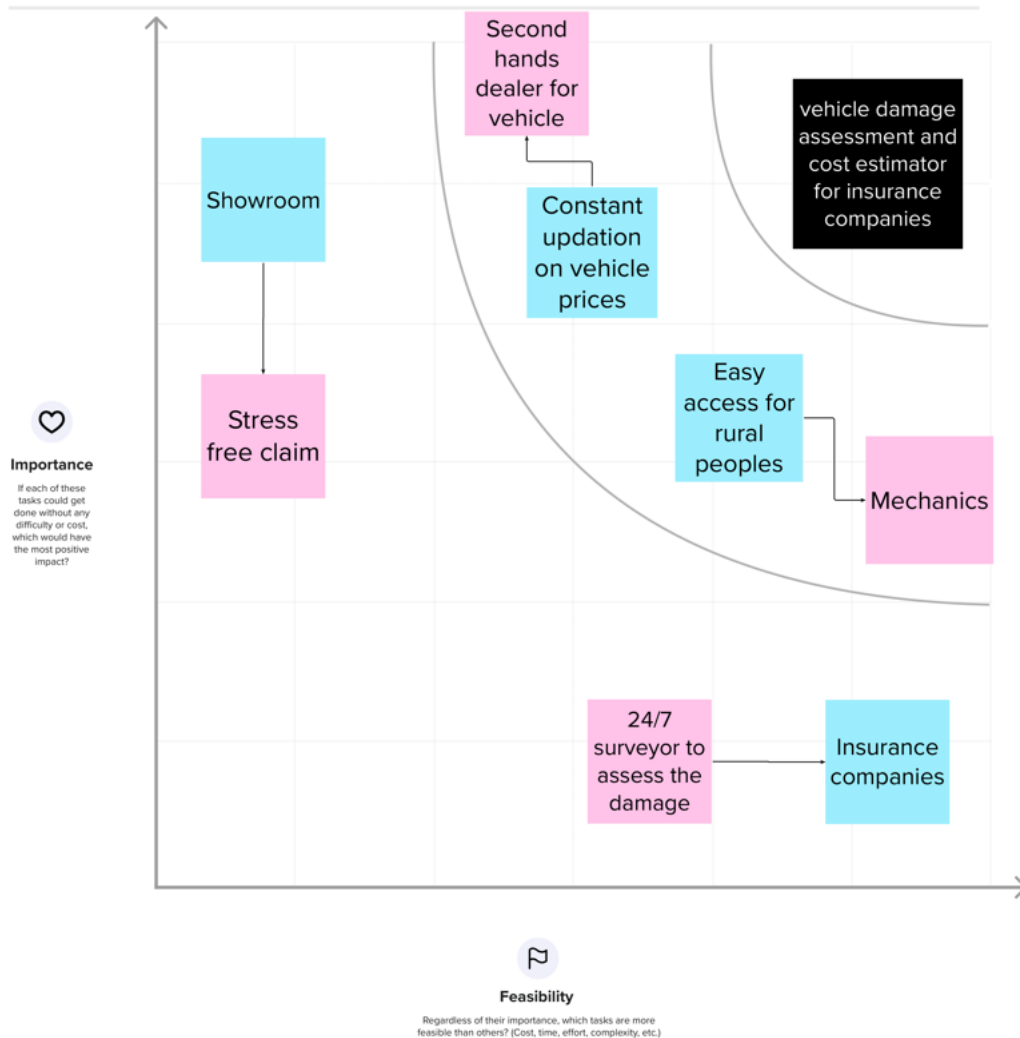 Second
hands
dealer for
vehicle
vehicle damage
assessment and
cost estimator
for insurance
companies
Showroom
Constant
updation
on vehicle
prices
Easy
access for
rural
peoples
Stress
free claim
Mechanics
Importance
If each of these
tasks could get
done without any
difficulty or cost,
which would have
the most positive
impact?
24/7
surveyor to
assess the
damage
Insurance
companies
Feasibility
Regardless of their importance, which tasks are more
feasible than others? (Cost, time, effort, complexity, etc.)